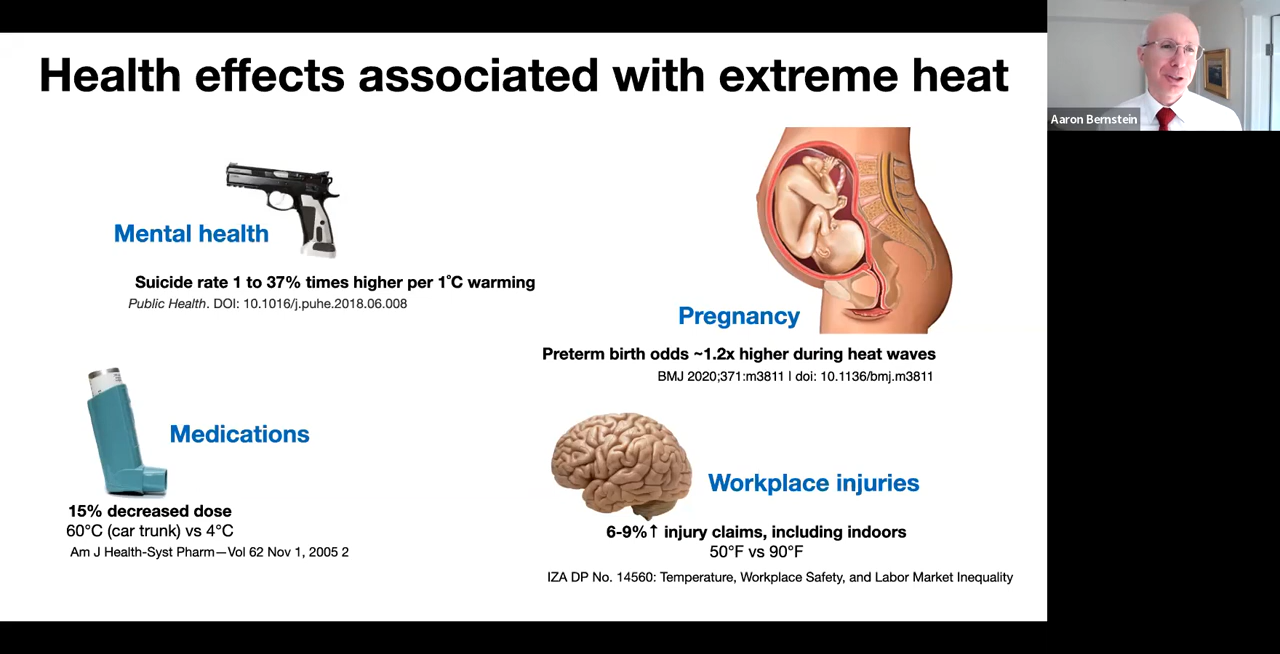 Health effects associated with extreme heat
Aaron Bernstein
Mental health
Suicide rate 1 to 37% times higher per 1°C warming
Public Health. DOI: 10.1016/j.puhe.2018.06.008
Pregnancy
Preterm birth odds ~1.2x higher during heat waves
BMJ 2020;371:m3811 | doi: 10.1136/bmj.m3811
Medications
15% decreased dose
60°C (car trunk) vs 4°C
Am J Health-Syst Pharm—Vol 62 Nov 1, 2005 2
Workplace injuries
6-9%↑ injury claims, including indoors
50°F vs 90°F
IZA DP No. 14560: Temperature, Workplace Safety, and Labor Market Inequality